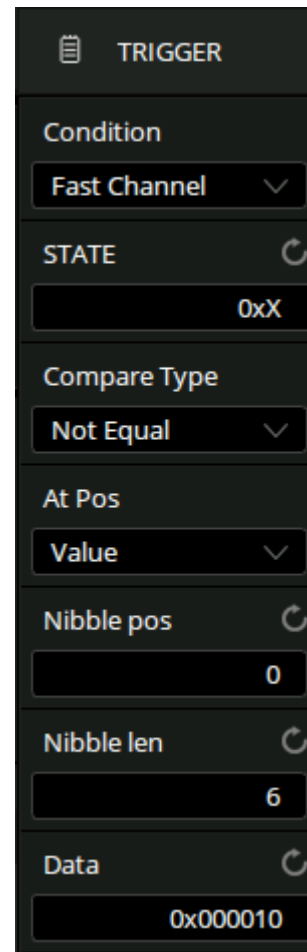 TRIGGER
Condition
Fast Channel
STATE
0xX
Compare Type
Not Equal
At Pos
Value
Nibble pos
0
Nibble len
6
Data
0x000010